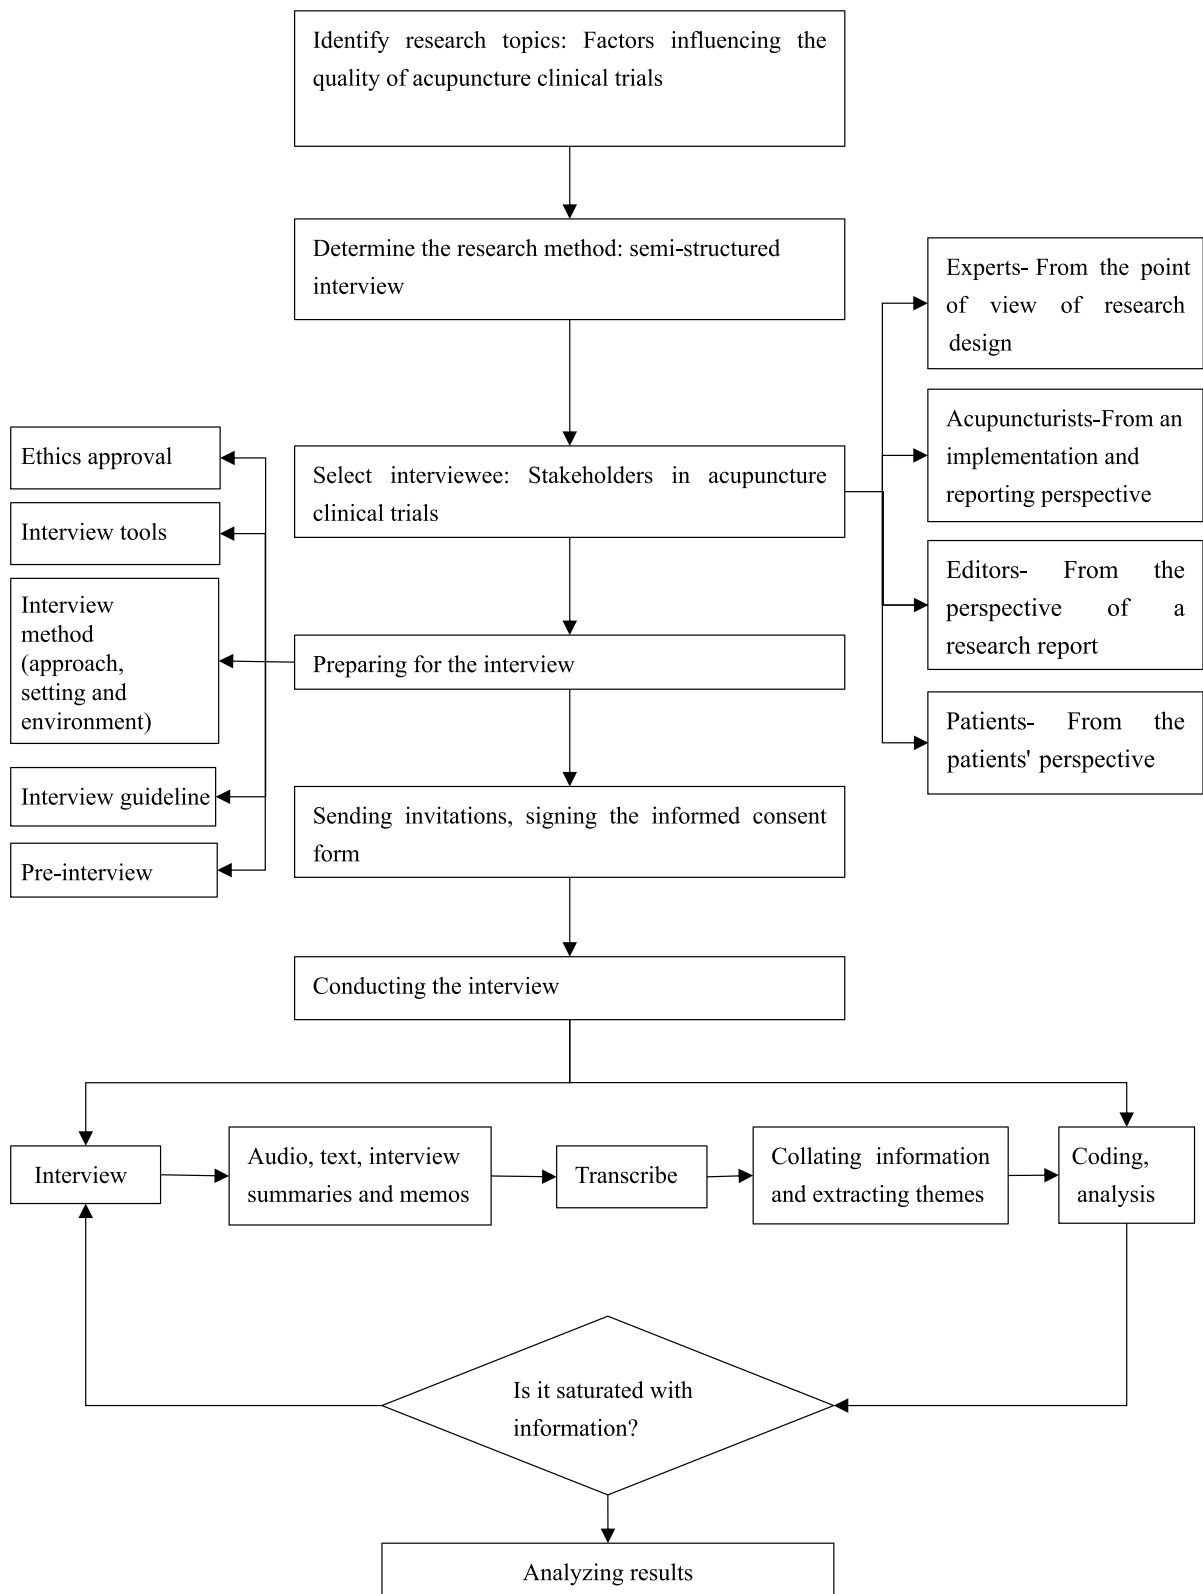 Identify research topics: Factors influencing the
quality of acupuncture clinical trials
Determine the research method: semi-structured
interview
Experts- From the point
of view of research
design
Acupuncturists-From an
implementation and
reporting perspective
Editors- From the
perspective of a
research report
Patients- From the
patients' perspective
Select interviewee: Stakeholders in acupuncture
clinical trials
Ethics approval
Interview tools
Interview
method
(approach,
setting and
environment)
Interview guideline
Pre-interview
Preparing for the interview
Sending invitations, signing the informed consent
form
Conducting the interview
Interview
Audio, text, interview
summaries and memos
Transcribe
Collating information
and extracting themes
Coding,
analysis
Is it saturated with
information?
Analyzing results